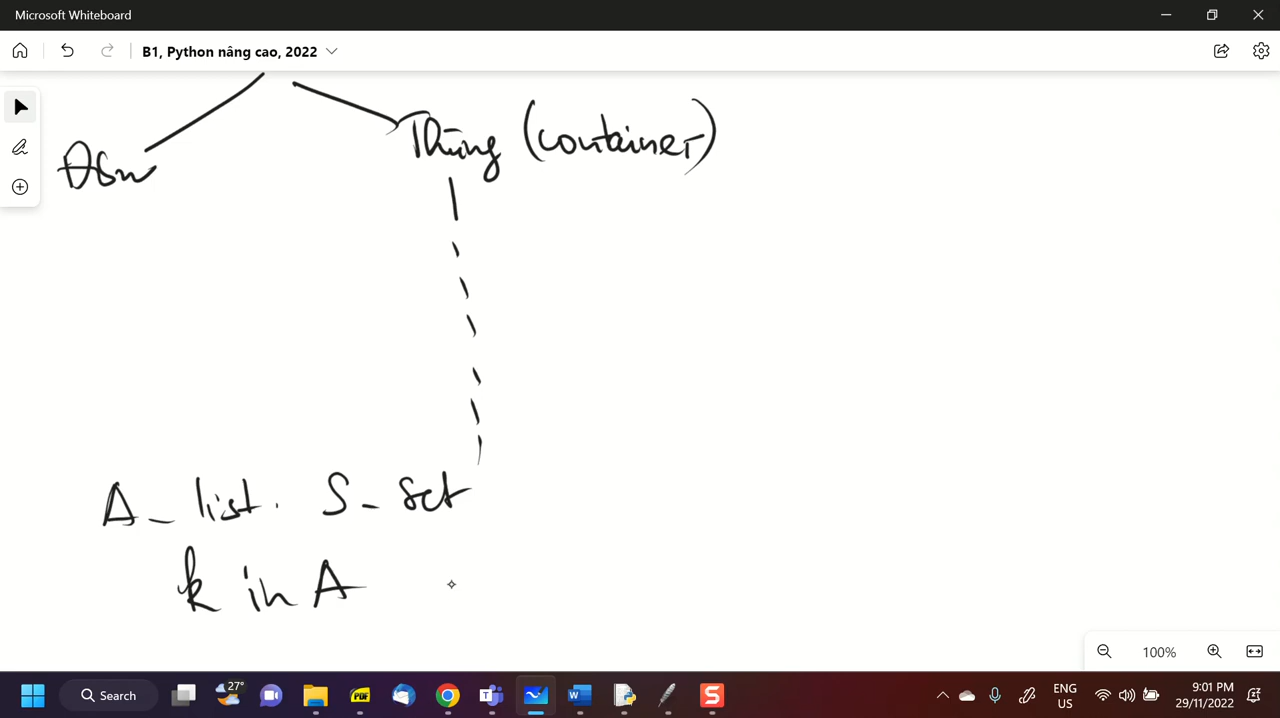 Microsoft Whiteboard
B1, Python nâng cao, 2022
Đơn
Thùng (container)
A - list. S - set
k in A
100%
27°
Search
ENG
US
9:01 PM
29/11/2022
PDF